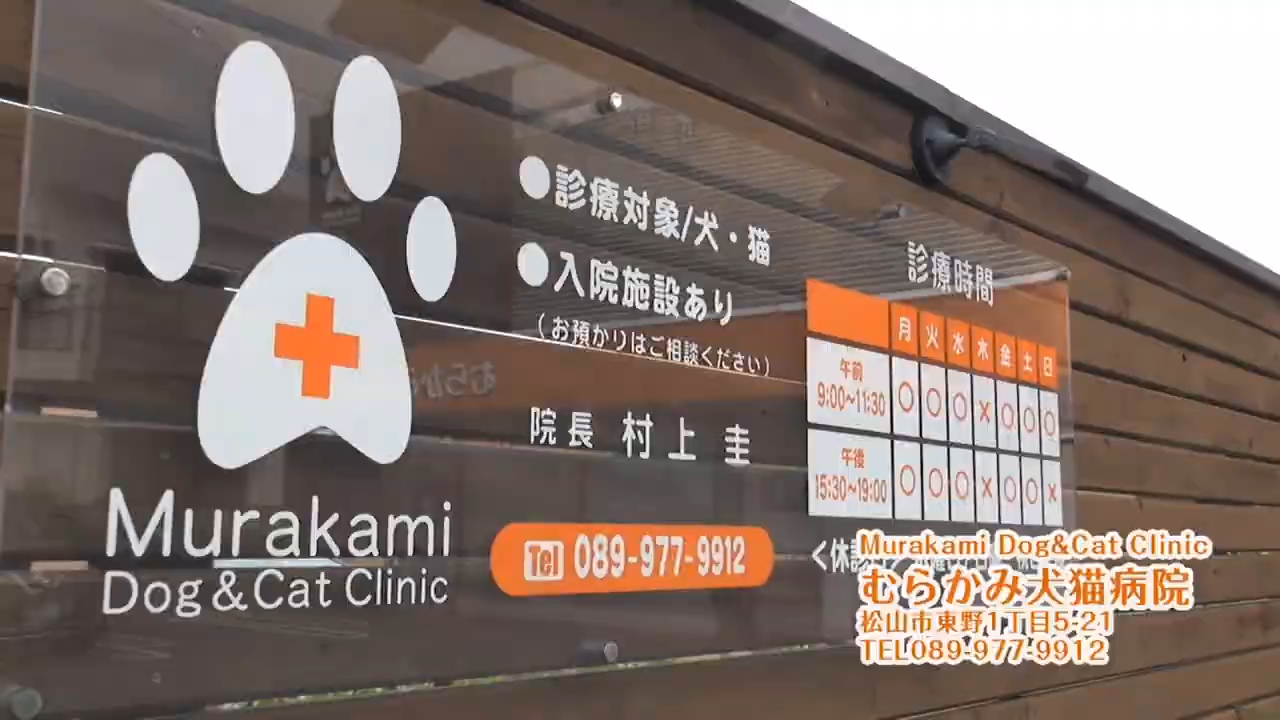 Murakami
Dog&Cat Clinic
●診療対象/犬・猫
●入院施設あり
(お預かりはご相談ください)
院長 村上 圭
Tel 089-977-9912
診療時間
月 火 水 木 金 土 日
午前 9:00~11:30 ○ ○ ○ × ○ ○ ○
午後 15:30~19:00 ○ ○ ○ × ○ ○ ×
Murakami Dog&Cat Clinic
むらかみ犬猫病院
松山市東野1丁目5-21
TEL089-977-9912